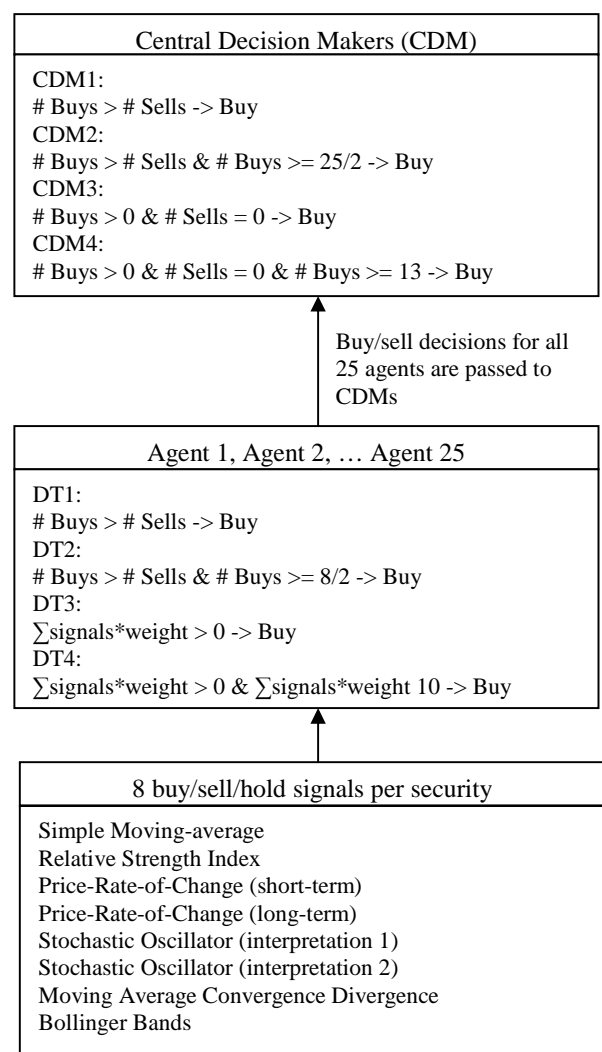 Central Decision Makers (CDM)
CDM1:
# Buys > # Sells -> Buy
CDM2:
# Buys > # Sells & # Buys >= 25/2 -> Buy
CDM3:
# Buys > 0 & # Sells = 0 -> Buy
CDM4:
# Buys > 0 & # Sells = 0 & # Buys >= 13 -> Buy
Buy/sell decisions for all
25 agents are passed to
CDMs
Agent 1, Agent 2, … Agent 25
DT1:
# Buys > # Sells -> Buy
DT2:
# Buys > # Sells & # Buys >= 8/2 -> Buy
DT3:
∑signals*weight > 0 -> Buy
DT4:
∑signals*weight > 0 & ∑signals*weight 10 -> Buy
8 buy/sell/hold signals per security
Simple Moving-average
Relative Strength Index
Price-Rate-of-Change (short-term)
Price-Rate-of-Change (long-term)
Stochastic Oscillator (interpretation 1)
Stochastic Oscillator (interpretation 2)
Moving Average Convergence Divergence
Bollinger Bands